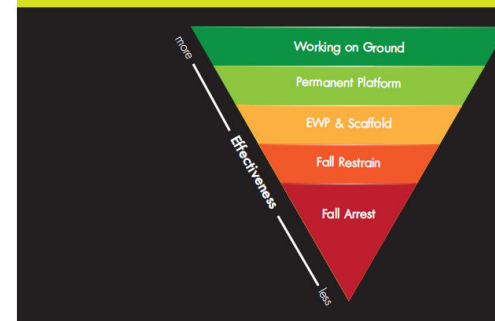 more
Working on Ground
Permanent Platform
EWP & Scaffold
Fall Restrain
Effectiveness
Fall Arrest
less